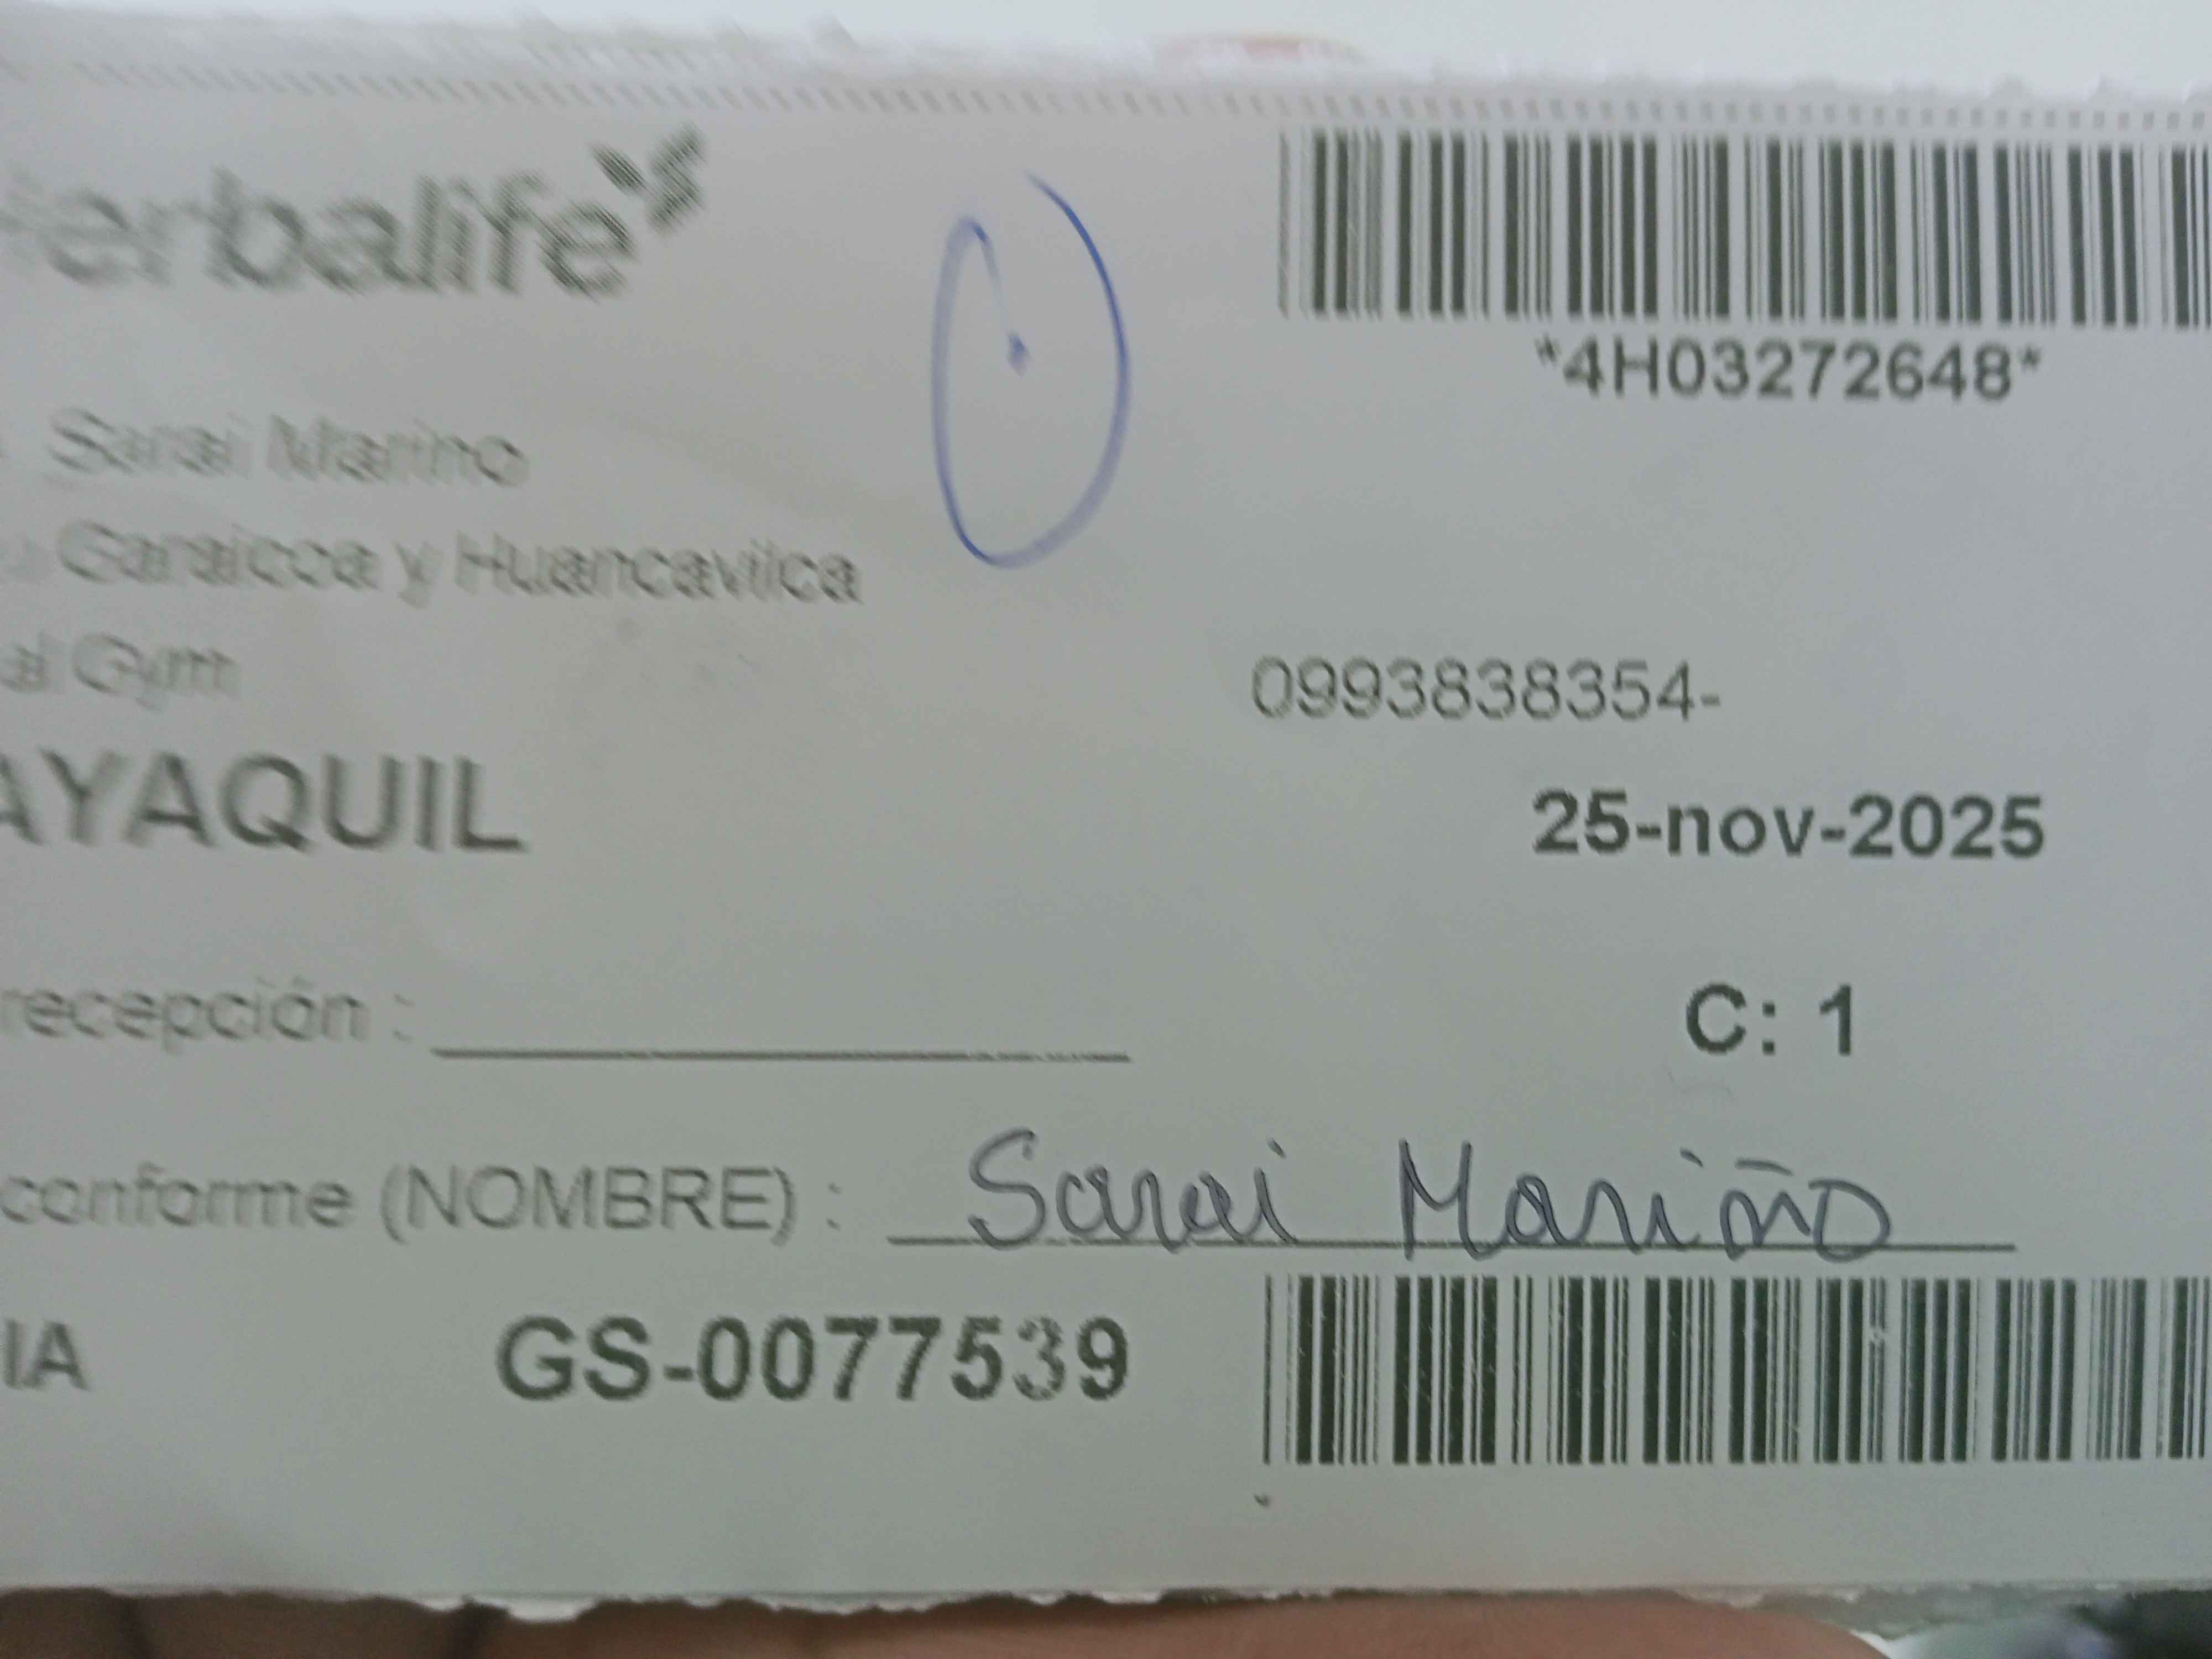 Herbalife
*4H03272648*
Sarai Marino
Garaicoa y Huancavilca
al Gym
0993838354-
AYAQUIL
25-nov-2025
recepción :
C: 1
conforme (NOMBRE) : Sarai Mariño
IA GS-0077539